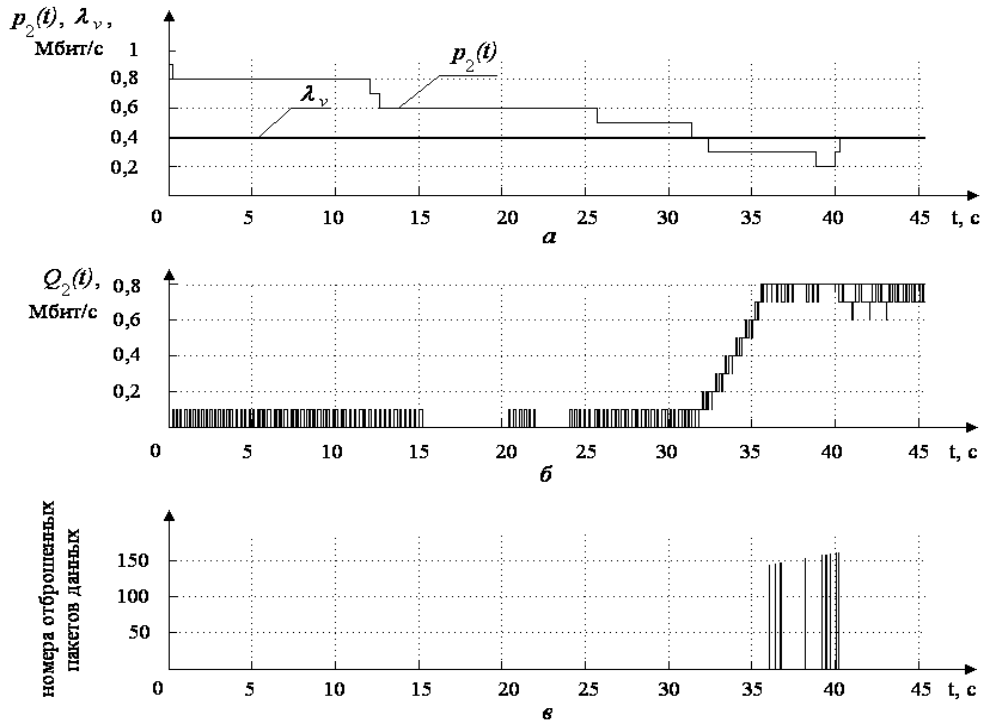 p₂(t), λᵥ,
Мбит/с
1
0,8
0,6
0,4
0,2
λᵥ
p₂(t)
0 5 10 15 20 25 30 35 40 45 t, с
а
Q₂(t),
Мбит/с
0,8
0,6
0,4
0,2
0 5 10 15 20 25 30 35 40 45 t, с
б
номера отброшенных
пакетов данных
150
100
50
0 5 10 15 20 25 30 35 40 45 t, с
в